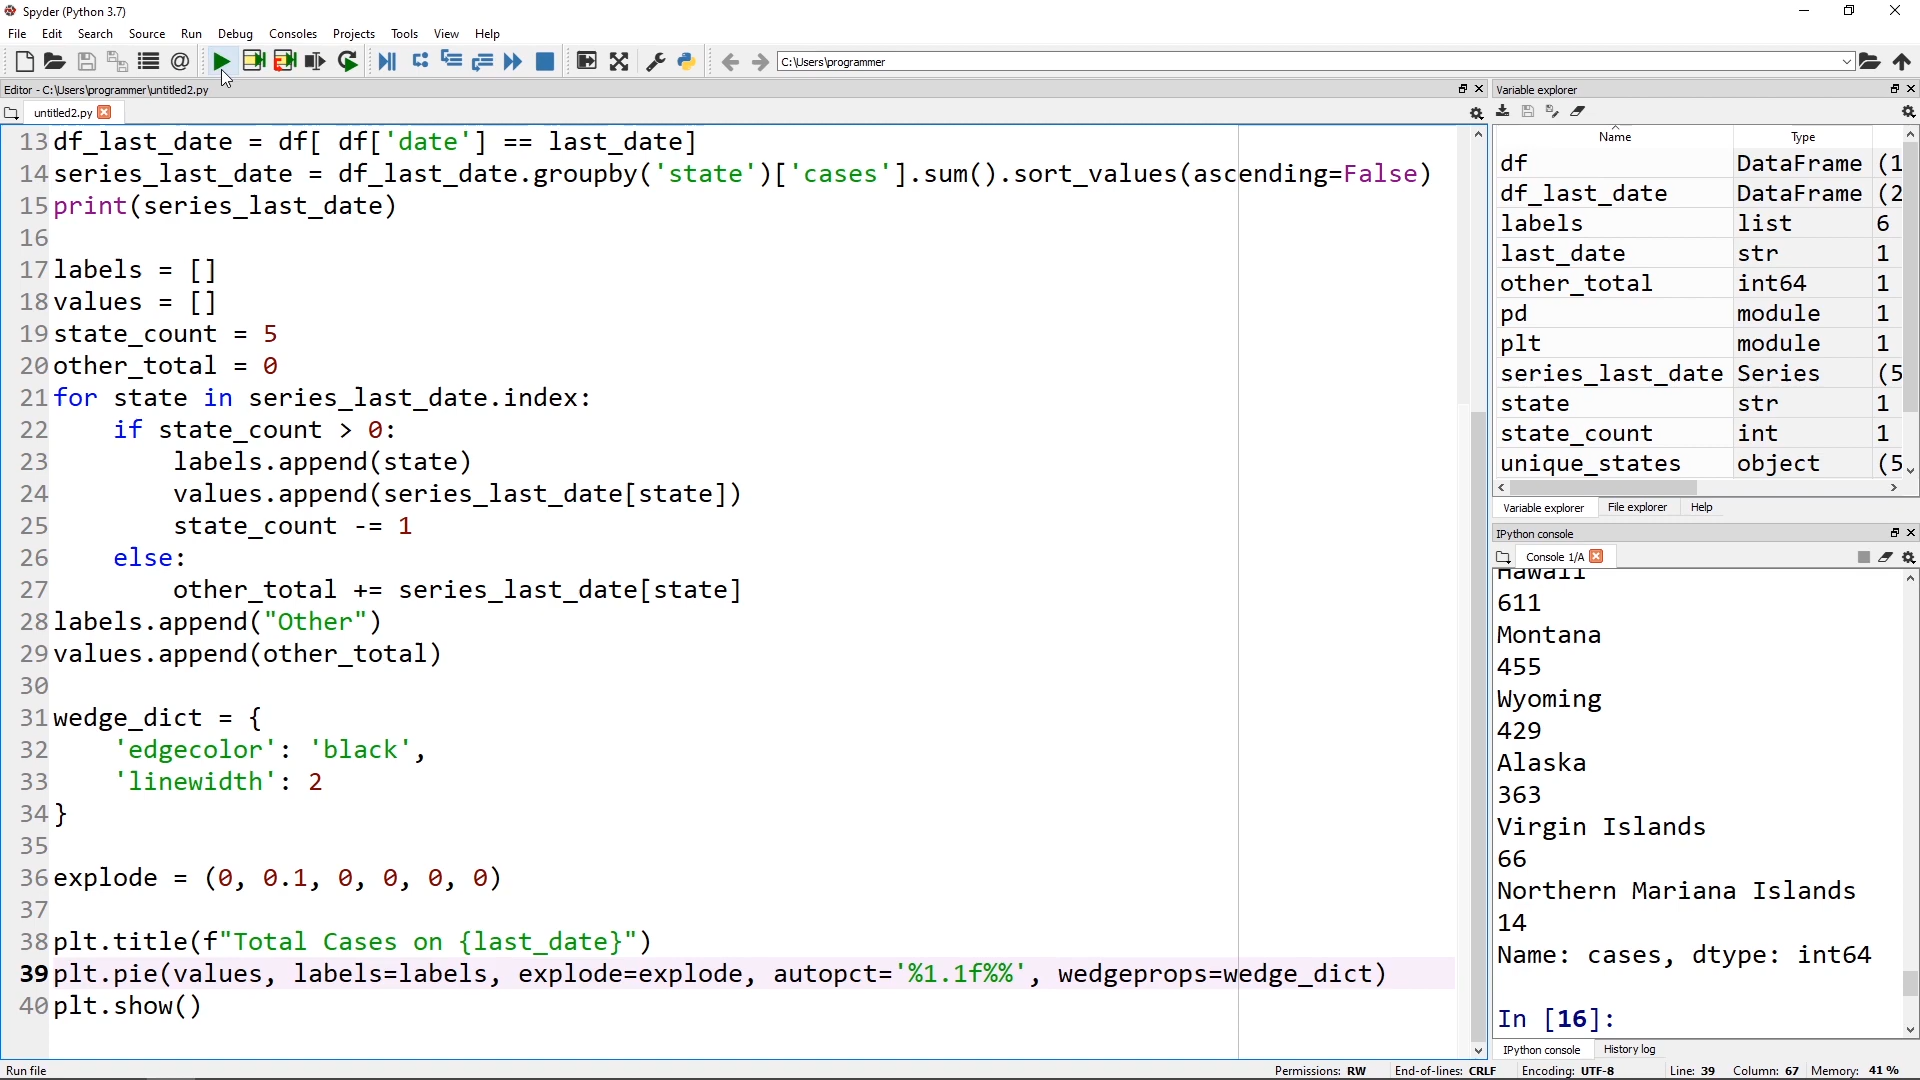 Spyder (Python 3.7)
File Edit Search Source Run Debug Consoles Projects Tools View Help
C:\Users\programmer
Editor - C:\Users\programmer\untitled2.py
untitled2.py
13 df_last_date = df[ df['date'] == last_date]
14 series_last_date = df_last_date.groupby('state')['cases'].sum().sort_values(ascending=False)
15 print(series_last_date)
16
17 labels = []
18 values = []
19 state_count = 5
20 other_total = 0
21 for state in series_last_date.index:
22     if state_count > 0:
23         labels.append(state)
24         values.append(series_last_date[state])
25         state_count -= 1
26     else:
27         other_total += series_last_date[state]
28 labels.append("Other")
29 values.append(other_total)
30
31 wedge_dict = {
32     'edgecolor': 'black',
33     'linewidth': 2
34 }
35
36 explode = (0, 0.1, 0, 0, 0, 0)
37
38 plt.title(f"Total Cases on {last_date}")
39 plt.pie(values, labels=labels, explode=explode, autopct='%1.1f%%', wedgeprops=wedge_dict)
40 plt.show()
Variable explorer
Name Type
df DataFrame (1
df_last_date DataFrame (2
labels list 6
last_date str 1
other_total int64 1
pd module 1
plt module 1
series_last_date Series (5
state str 1
state_count int 1
unique_states object (5
Variable explorer File explorer Help
IPython console
Console 1/A
Hawaii
611
Montana
455
Wyoming
429
Alaska
363
Virgin Islands
66
Northern Mariana Islands
14
Name: cases, dtype: int64
In [16]:
IPython console History log
Run file Permissions: RW End-of-lines: CRLF Encoding: UTF-8 Line: 39 Column: 67 Memory: 41 %